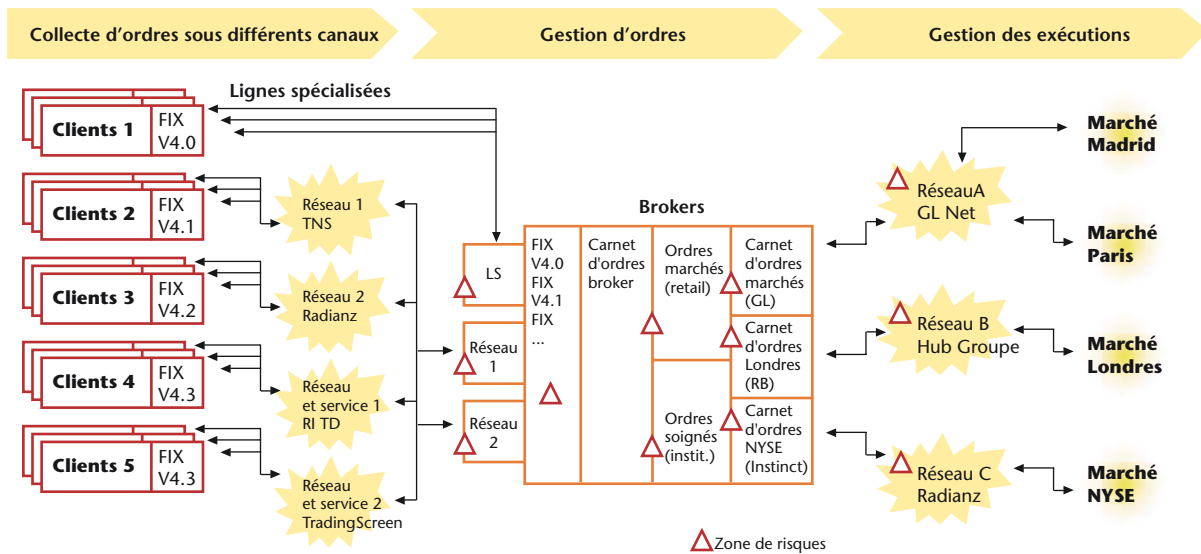 Collecte d'ordres sous différents canaux
Gestion d'ordres
Gestion des exécutions
Lignes spécialisées
Clients 1
FIX
V4.0
Clients 2
FIX
V4.1
Clients 3
FIX
V4.2
Clients 4
FIX
V4.3
Clients 5
FIX
V4.3
Réseau 1
TNS
Réseau 2
Radianz
Réseau
et service 1
RI TD
Réseau
et service 2
TradingScreen
Brokers
LS
Réseau
1
Réseau
2
FIX
V4.0
FIX
V4.1
FIX
...
Carnet
d'ordres
broker
Ordres
marchés
(retail)
Ordres
soignés
(instit.)
Carnet
d'ordres
marchés
(GL)
Carnet
d'ordres
Londres
(RB)
Carnet
d'ordres
NYSE
(Instinct)
RéseauA
GL Net
Réseau B
Hub Groupe
Réseau C
Radianz
Marché
Madrid
Marché
Paris
Marché
Londres
Marché
NYSE
Zone de risques